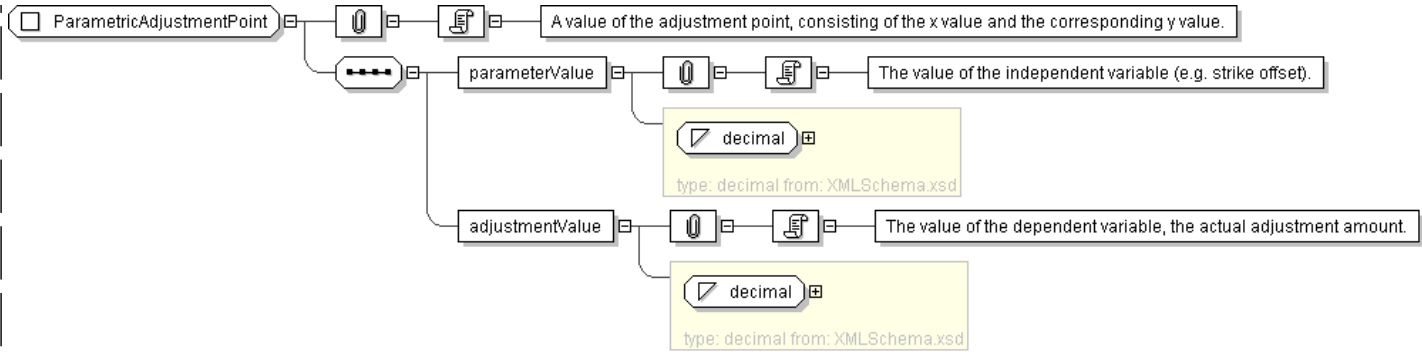 ParametricAdjustmentPoint
A value of the adjustment point, consisting of the x value and the corresponding y value.
parameterValue
The value of the independent variable (e.g. strike offset).
decimal
type: decimal from: XMLSchema.xsd
adjustmentValue
The value of the dependent variable, the actual adjustment amount.
decimal
type: decimal from: XMLSchema.xsd